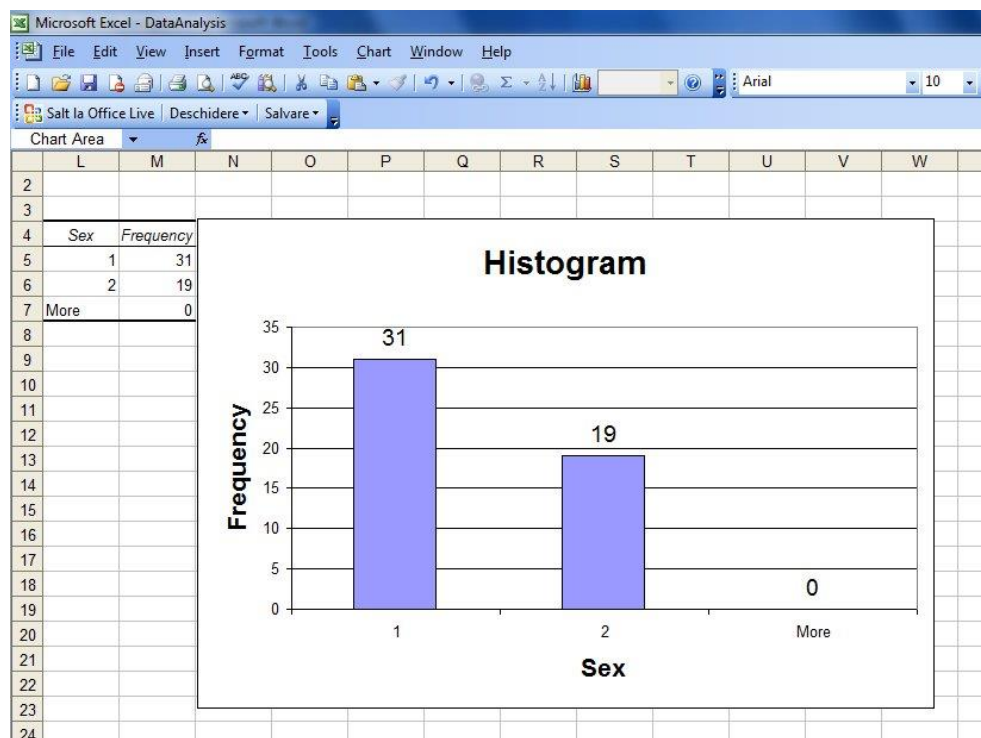 Microsoft Excel - DataAnalysis
File Edit View Insert Format Tools Chart Window Help
Arial 10
Salt la Office Live Deschidere Salvare
Chart Area fx
L M N O P Q R S T U V W
2
3
4 Sex Frequency
5 1 31
6 2 19
7 More 0
8
9
10
11
12
13
14
15
16
17
18
19
20
21
22
23
24
Histogram
Frequency
35
30
25
20
15
10
5
0
31
19
0
1 2 More
Sex